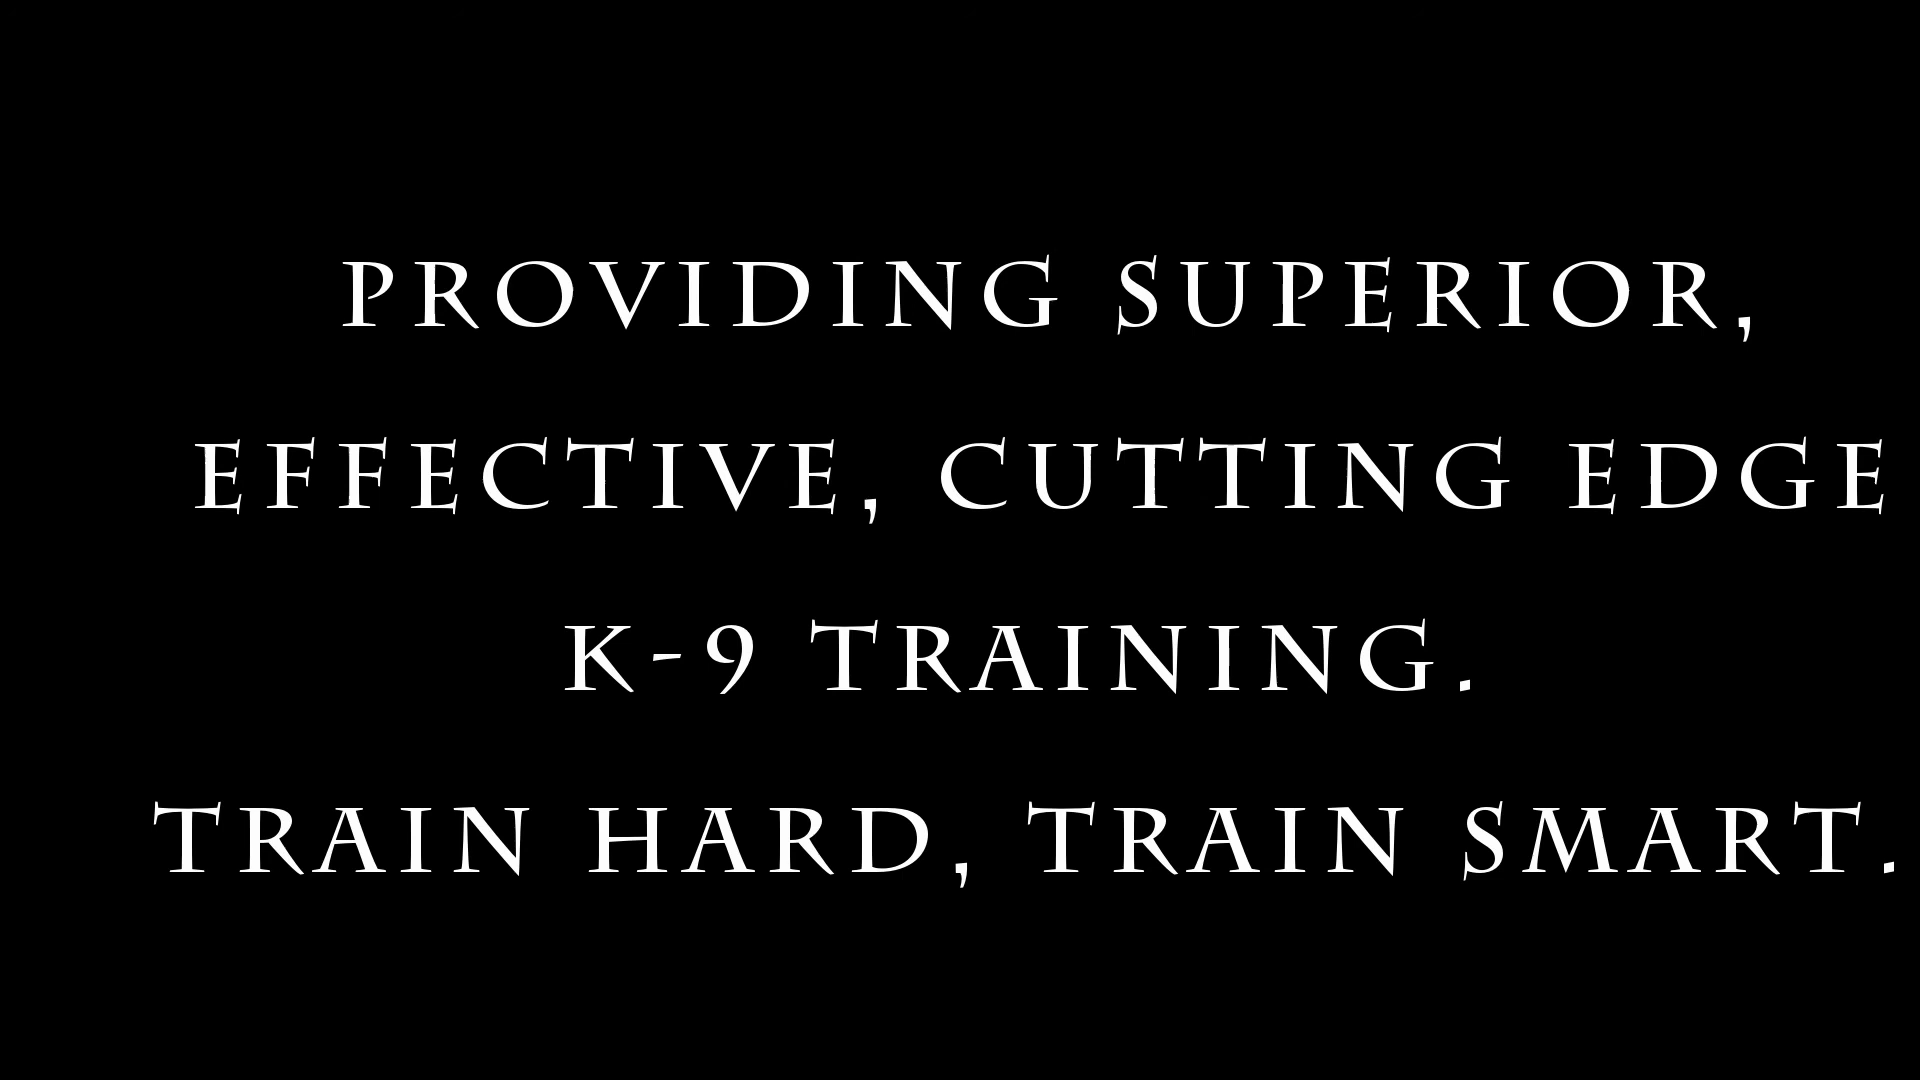 PROVIDING SUPERIOR,
EFFECTIVE, CUTTING EDGE
K-9 TRAINING.
TRAIN HARD, TRAIN SMART.